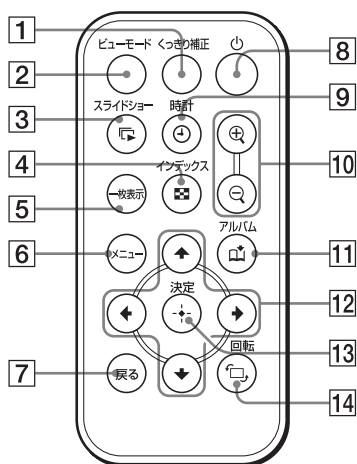 1
ビューモード くっきり補正
2
8
スライドショー 時計
3
9
4
インデックス
10
5
一枚表示
アルバム
6
メニュー
11
決定
12
13
7
戻る
回転
14